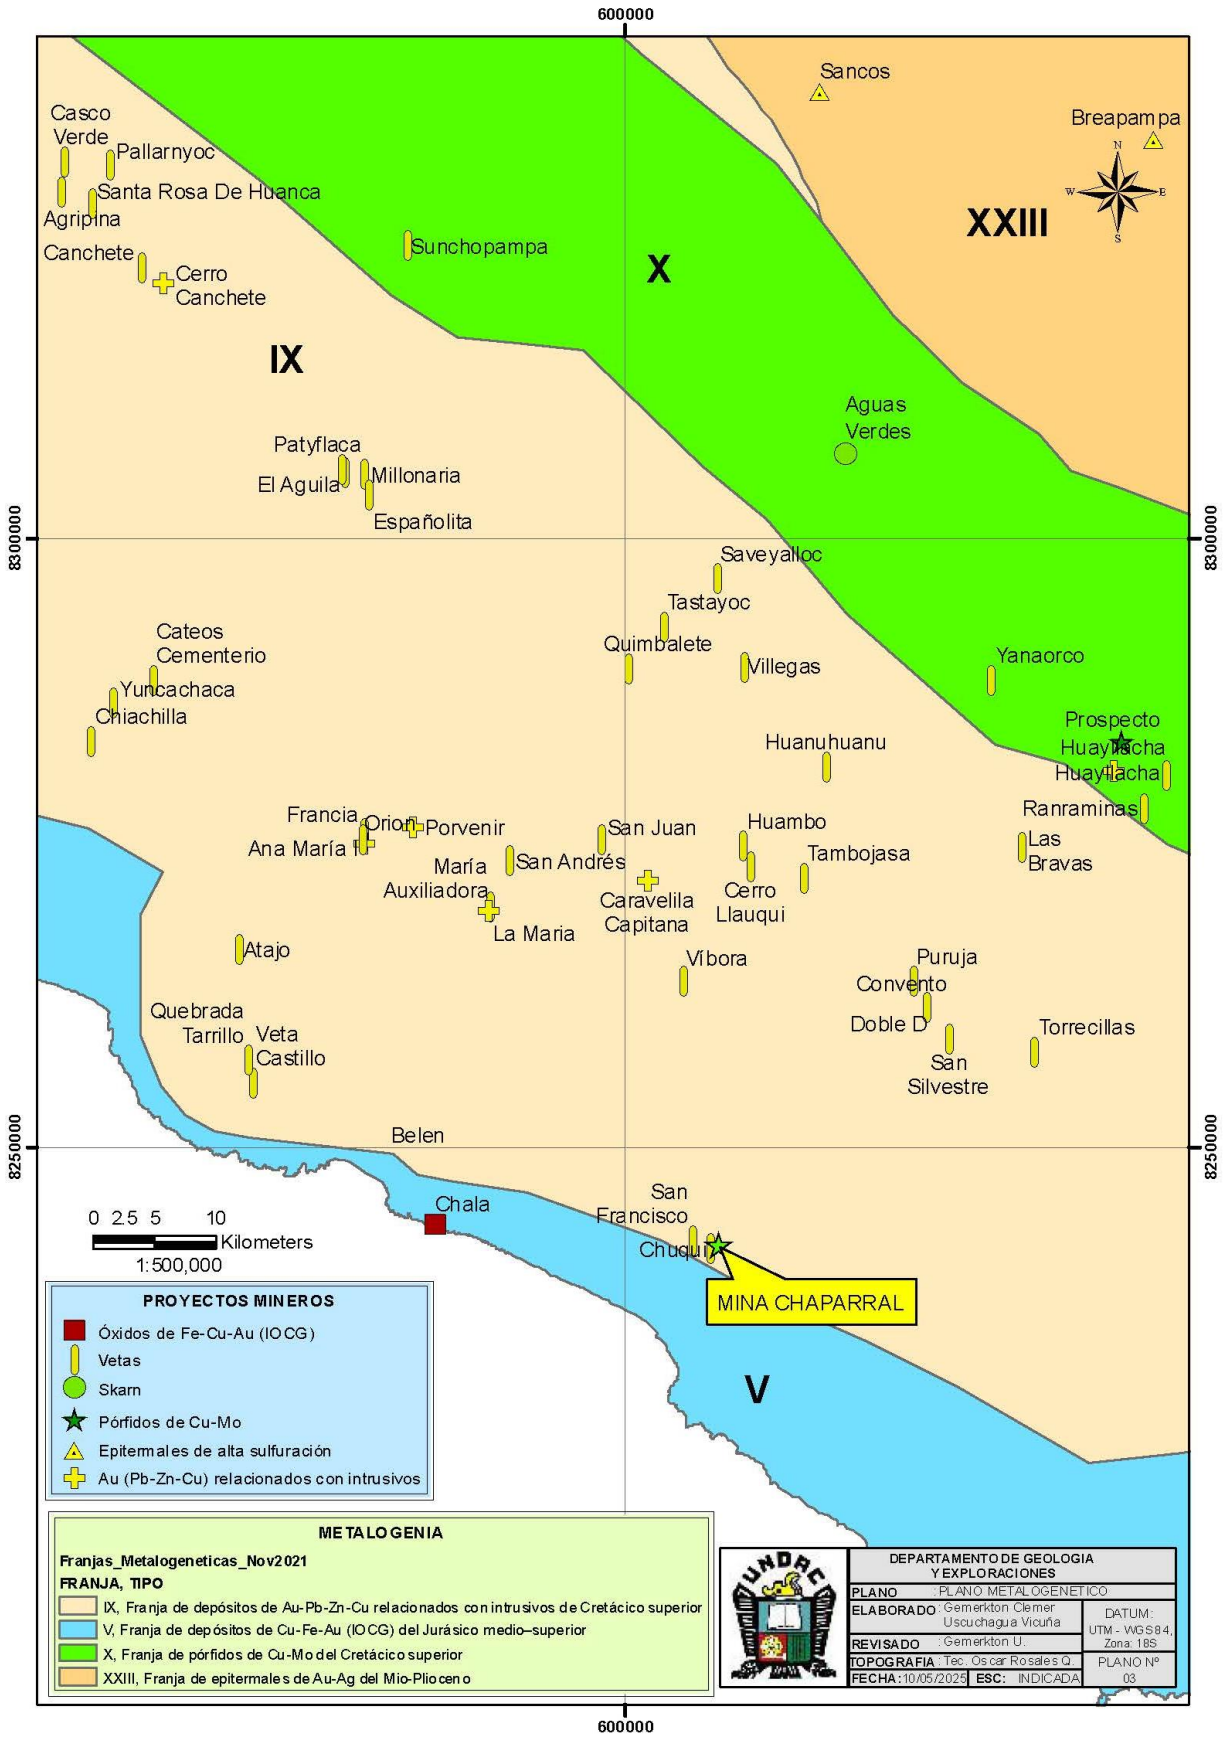 600000
Sancos
Breapampa
N
W
E
S
XXIII
X
IX
Casco
Verde
Pallarnyoc
Santa Rosa De Huanca
Agripina
Canchete
Cerro
Canchete
Sunchopampa
Aguas
Verdes
Patyflaca
El Aguila
Millonaria
Españolita
8300000
8300000
Saveyalloc
Tastayoc
Quimbalete
Villegas
Cateos
Cementerio
Yuncachaca
Chiachilla
Yanaorco
Prospecto
Huayllacha
Huayllacha
Ranraminas
Huanuhuanu
Francia
Orion
Porvenir
Ana María I
María
Auxiliadora
San Andrés
San Juan
La Maria
Caravelila
Capitana
Huambo
Cerro
Llauqui
Tambojasa
Las
Bravas
Atajo
Víbora
Puruja
Convento
Doble D
San
Silvestre
Torrecillas
Quebrada
Tarrillo
Veta
Castillo
8250000
8250000
Belen
Chala
San
Francisco
Chuqui
MINA CHAPARRAL
V
0 2.5 5 10
Kilometers
1:500,000
PROYECTOS MINEROS
Óxidos de Fe-Cu-Au (IOCG)
Vetas
Skarn
Pórfidos de Cu-Mo
Epitermales de alta sulfuración
Au (Pb-Zn-Cu) relacionados con intrusivos
METALOGENIA
Franjas_Metalogeneticas_Nov2021
FRANJA, TIPO
IX, Franja de depósitos de Au-Pb-Zn-Cu relacionados con intrusivos de Cretácico superior
V, Franja de depósitos de Cu-Fe-Au (IOCG) del Jurásico medio–superior
X, Franja de pórfidos de Cu-Mo del Cretácico superior
XXIII, Franja de epitermales de Au-Ag del Mio-Plioceno
UNDAC
DEPARTAMENTO DE GEOLOGIA
Y EXPLORACIONES
PLANO : PLANO METALOGENETICO
ELABORADO : Gemerkton Clemer
Uscuchagua Vicuña
REVISADO : Gemerkton U.
TOPOGRAFIA : Tec. Oscar Rosales Q.
FECHA: 10/05/2025 ESC: INDICADA
DATUM:
UTM - WGS84,
Zona: 18S
PLANO Nº
03
600000